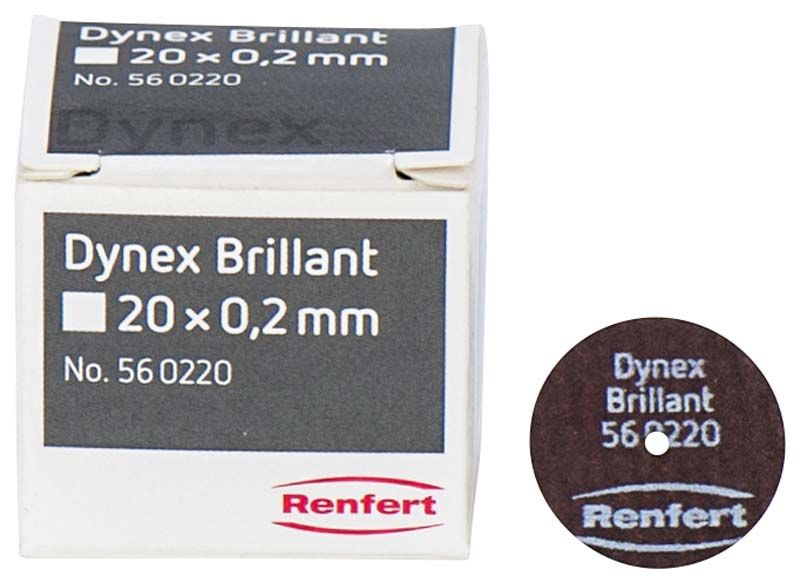 Dynex Brillant
20 x 0,2 mm
No. 56 0220
Dynex
Dynex Brillant
20 x 0,2 mm
No. 56 0220
Renfert
Dynex
Brillant
56 0220
Renfert